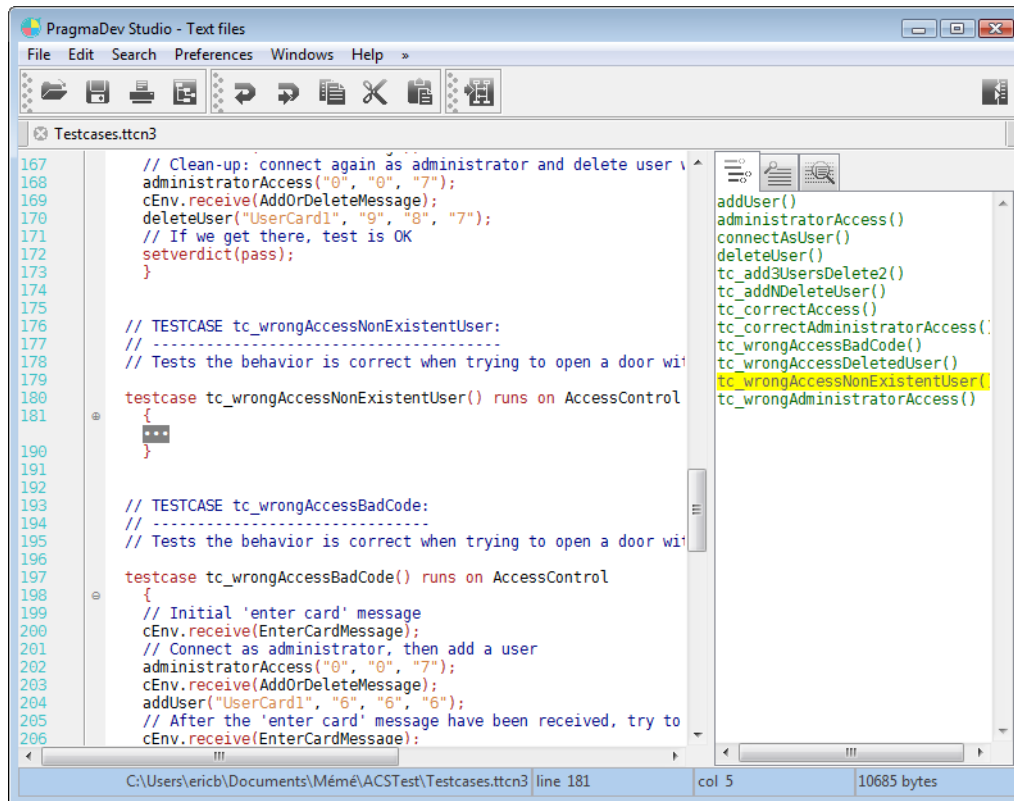 PragmaDev Studio - Text files
File Edit Search Preferences Windows Help »
Testcases.ttcn3
167 // Clean-up: connect again as administrator and delete user
168 administratorAccess("0", "0", "7");
169 cEnv.receive(AddOrDeleteMessage);
170 deleteUser("UserCard1", "9", "8", "7");
171 // If we get there, test is OK
172 setverdict(pass);
173 }
174
175
176 // TESTCASE tc_wrongAccessNonExistentUser:
177 // ----------------------------------------
178 // Tests the behavior is correct when trying to open a door wit
179
180 testcase tc_wrongAccessNonExistentUser() runs on AccessControl
181 {
•••
190 }
191
192
193 // TESTCASE tc_wrongAccessBadCode:
194 // --------------------------------
195 // Tests the behavior is correct when trying to open a door wit
196
197 testcase tc_wrongAccessBadCode() runs on AccessControl
198 {
199 // Initial 'enter card' message
200 cEnv.receive(EnterCardMessage);
201 // Connect as administrator, then add a user
202 administratorAccess("0", "0", "7");
203 cEnv.receive(AddOrDeleteMessage);
204 addUser("UserCard1", "6", "6", "6");
205 // After the 'enter card' message have been received, try to
206 cEnv.receive(EnterCardMessage);
addUser()
administratorAccess()
connectAsUser()
deleteUser()
tc_add3UsersDelete2()
tc_addNDeleteUser()
tc_correctAccess()
tc_correctAdministratorAccess()
tc_wrongAccessBadCode()
tc_wrongAccessDeletedUser()
tc_wrongAccessNonExistentUser()
tc_wrongAdministratorAccess()
C:\Users\ericb\Documents\Mémé\ACSTest\Testcases.ttcn3 line 181 col 5 10685 bytes